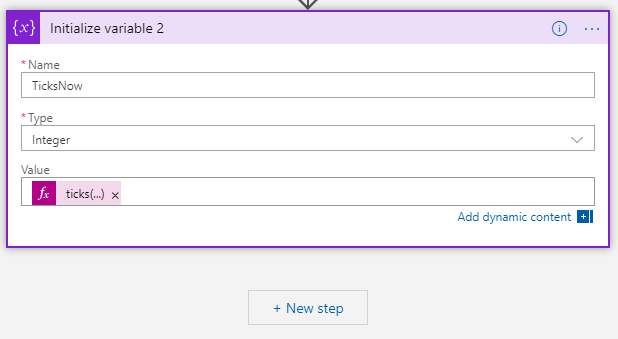 {x} Initialize variable 2
* Name
TicksNow
* Type
Integer
Value
fx ticks(...) ×
Add dynamic content
+ New step